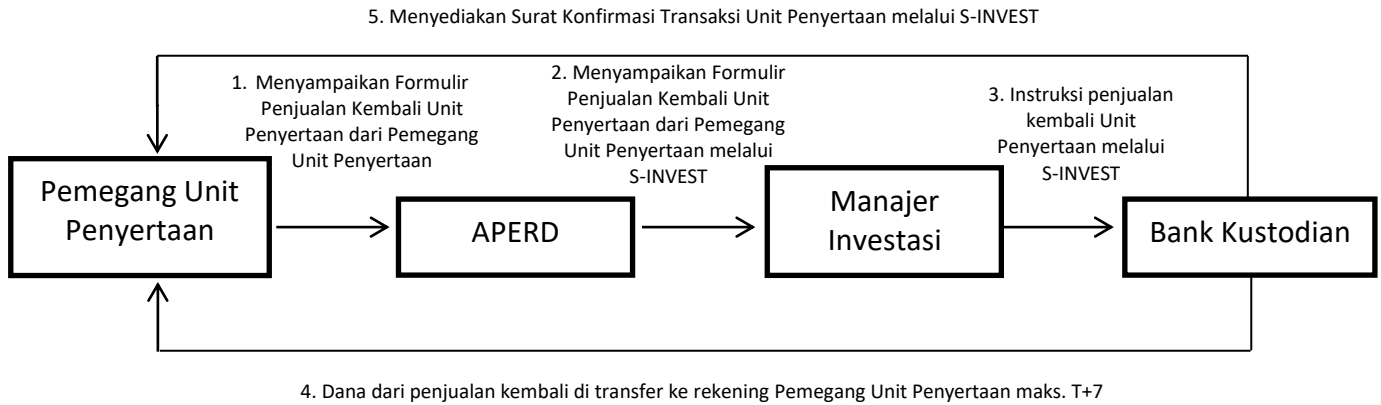 5. Menyediakan Surat Konfirmasi Transaksi Unit Penyertaan melalui S-INVEST
1. Menyampaikan Formulir
Penjualan Kembali Unit
Penyertaan dari Pemegang
Unit Penyertaan
2. Menyampaikan Formulir
Penjualan Kembali Unit
Penyertaan dari Pemegang
Unit Penyertaan melalui
S-INVEST
3. Instruksi penjualan
kembali Unit
Penyertaan melalui
S-INVEST
Pemegang Unit
Penyertaan
APERD
Manajer
Investasi
Bank Kustodian
4. Dana dari penjualan kembali di transfer ke rekening Pemegang Unit Penyertaan maks. T+7